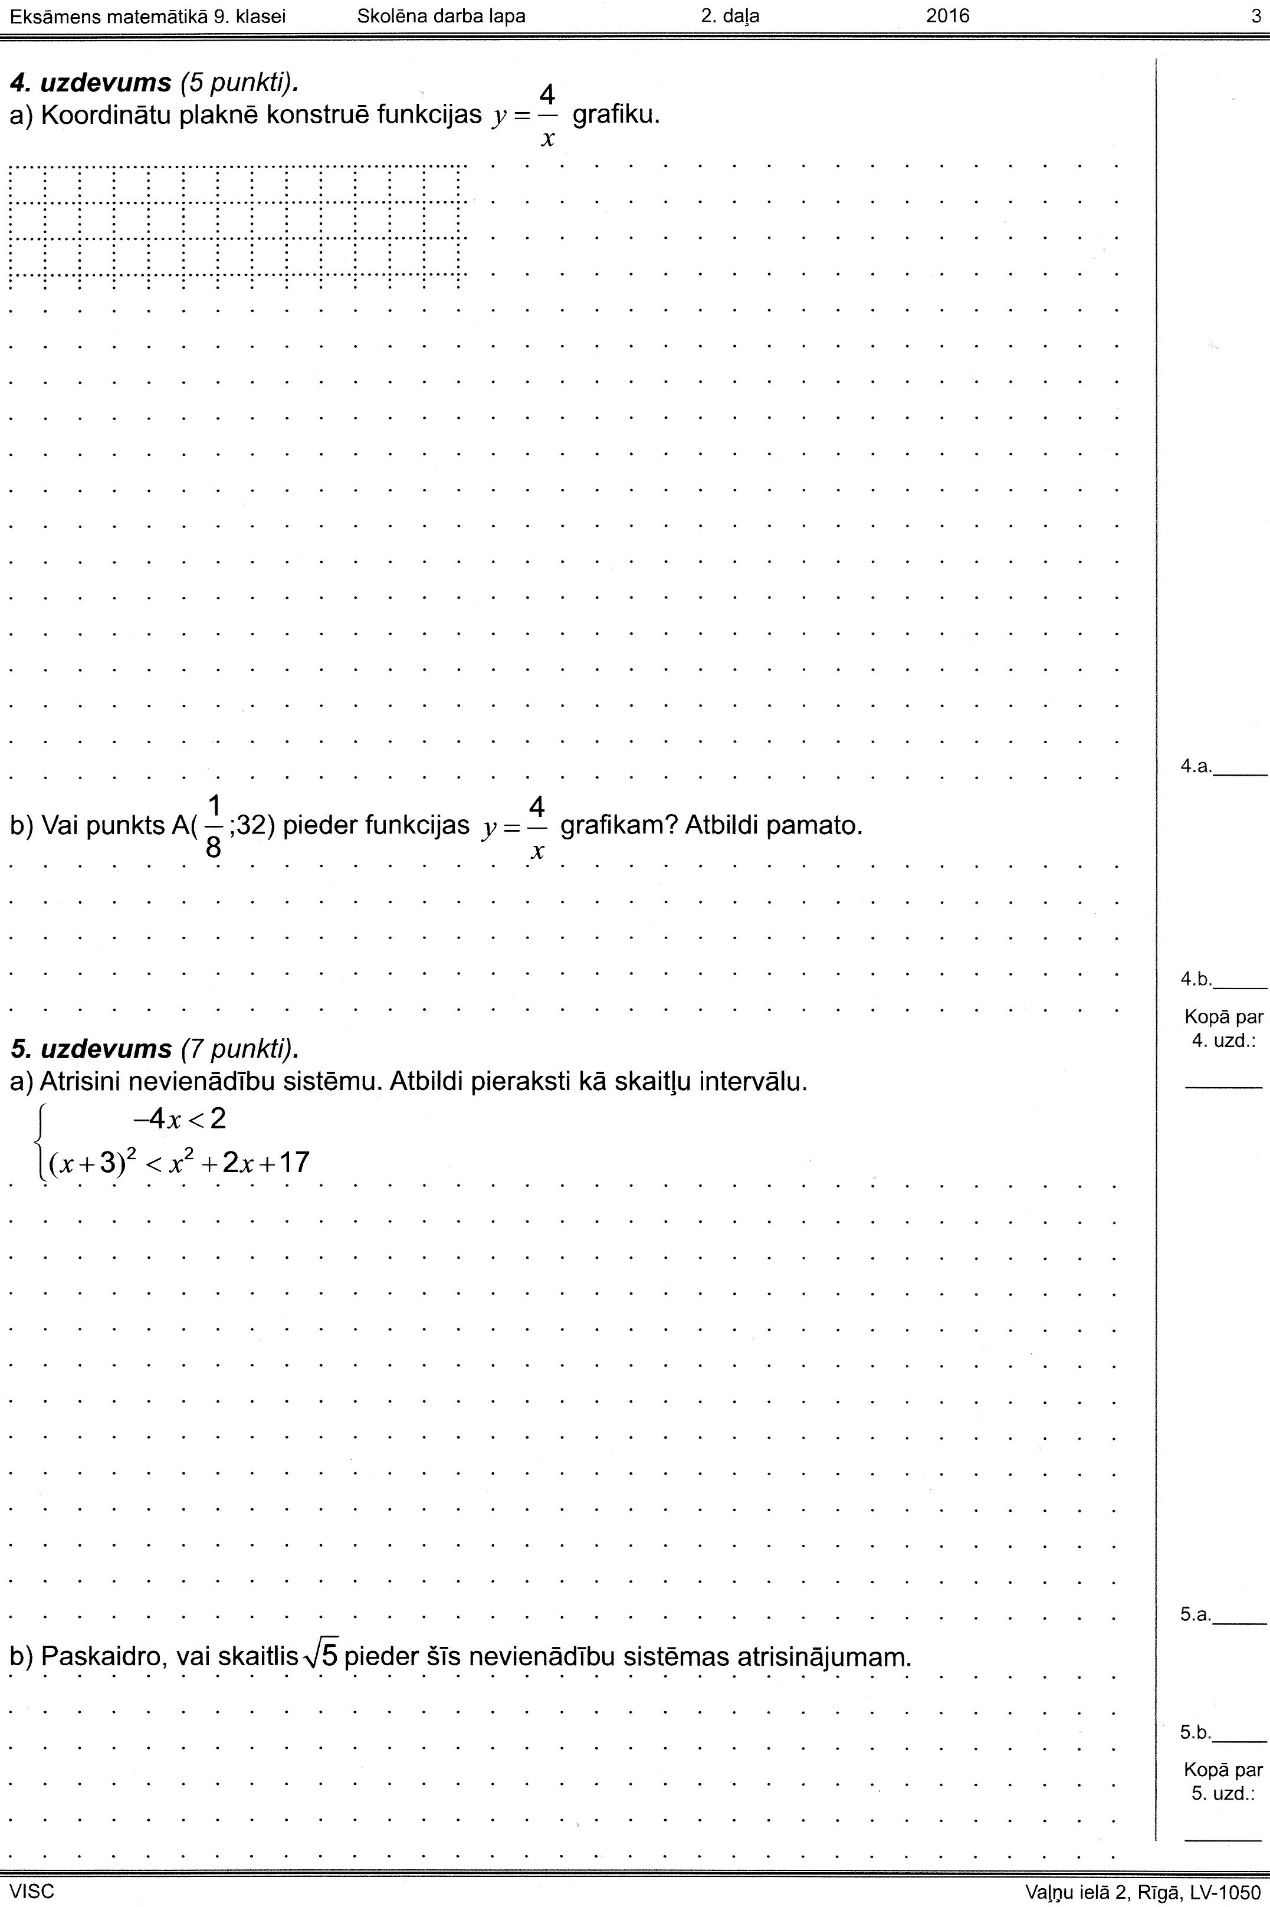 Eksāmens matemātikā 9. klasei Skolēna darba lapa 2. daļa 2016 3
4. uzdevums (5 punkti).
a) Koordinātu plaknē konstruē funkcijas y = 4/x grafiku.
4.a.____
b) Vai punkts A(1/8;32) pieder funkcijas y = 4/x grafikam? Atbildi pamato.
4.b.____
Kopā par
4. uzd.:
5. uzdevums (7 punkti).
a) Atrisini nevienādību sistēmu. Atbildi pieraksti kā skaitļu intervālu.
{ −4x < 2
(x+3)² < x² + 2x + 17
5.a.____
b) Paskaidro, vai skaitlis √5 pieder šīs nevienādību sistēmas atrisinājumam.
5.b.____
Kopā par
5. uzd.:
VISC Vaļņu ielā 2, Rīgā, LV-1050